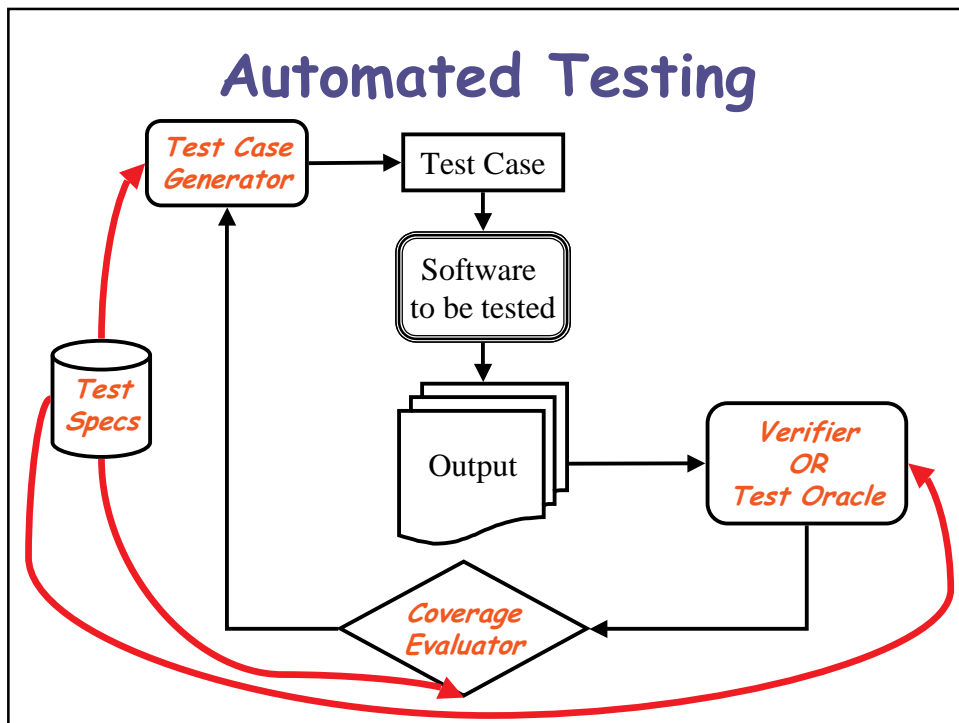 Automated Testing
Test Case
Generator
Test Case
Software
to be tested
Test
Specs
Output
Verifier
OR
Test Oracle
Coverage
Evaluator